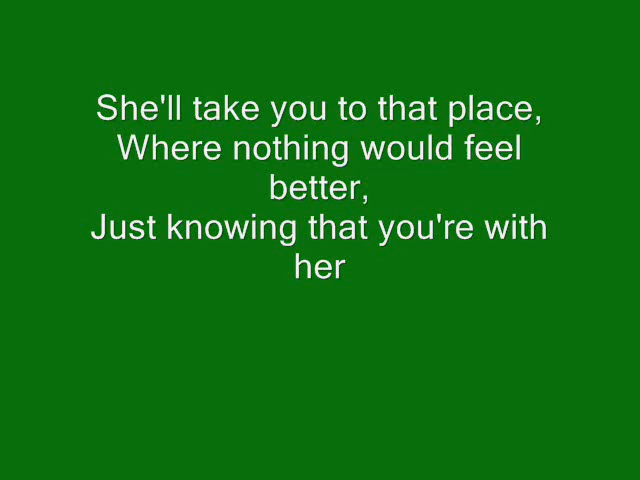 She'll take you to that place,
Where nothing would feel
better,
Just knowing that you're with
her